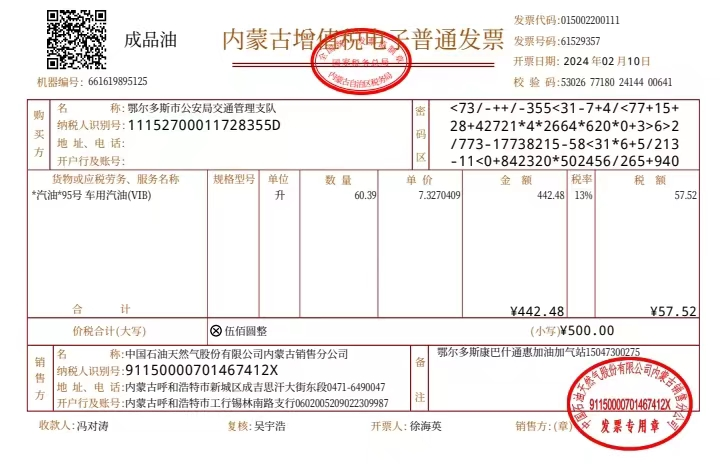 发票代码:015002200111
成品油
内蒙古增值税电子普通发票
发票号码:61529357
全国统一发票监制章
国家税务总局
内蒙古自治区税务局
开票日期: 2024年02月10日
机器编号: 661619895125
校 验 码: 53026 77180 24144 00641
购买方
名 称: 鄂尔多斯市公安局交通管理支队
纳税人识别号: 11152700011728355D
地 址、电 话:
开户行及账号:
密码区
<73/-++/-355<31-7+4/<77+15+
28+42721*4*2664*620*0+3>6>2
/773-17738215-58<31*6+5/213
-11<0+842320*502456/265+940
货物或应税劳务、服务名称 规格型号 单位 数 量 单 价 金 额 税率 税 额
*汽油*95号 车用汽油(VIB) 升 60.39 7.3270409 442.48 13% 57.52
合 计 ¥442.48 ¥57.52
价税合计(大写) ⊗伍佰圆整 (小写)¥500.00
销售方
名 称:中国石油天然气股份有限公司内蒙古销售分公司
纳税人识别号:91150000701467412X
地 址、电 话:内蒙古呼和浩特市新城区成吉思汗大街东段0471-6490047
开户行及账号:内蒙古呼和浩特市工行锡林南路支行0602005209022309987
备注
鄂尔多斯康巴什通惠加油加气站15047300275
中国石油天然气股份有限公司内蒙古销售分公司
91150000701467412X
发票专用章
收款人: 冯对涛 复核: 吴宇浩 开票人: 徐海英 销售方: (章)